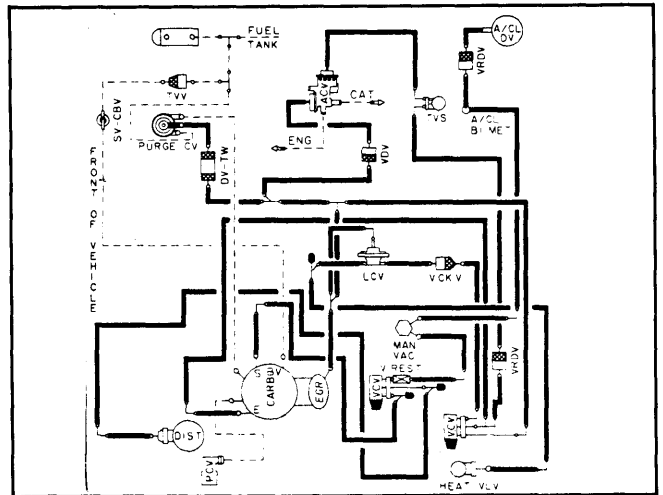 FUEL
TANK
A/CL
DV
VRDV
TVV
ACV
CAT
TVS
A/CL
BI MET
SV-CBV
PURGE CV
DV-TW
ENG
VDV
FRONT OF VEHICLE
LCV
VCKV
MAN
VAC
V REST
VRDV
S
V
CARB
E
EGR
VCV
VCV
DIST
PCV
HEAT VLV